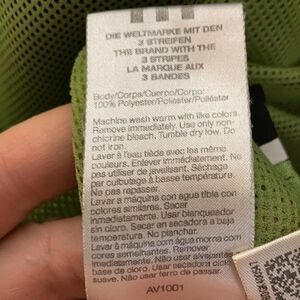 DIE WELTMARKE MIT DEN
3 STREIFEN
THE BRAND WITH THE
3 STRIPES
LA MARQUE AUX
3 BANDES
Body/Corps/Cuerpo/Corpo:
100% Polyester/Poliéster/Poliéster
Machine wash warm with like colors.
Remove immediately. Use only non-
chlorine bleach. Tumble dry low. Do
not iron.
Laver à l'eau tiède avec les même
couleurs. Enlever immédiatement. Ne
pas utiliser de javelisant. Séchage
par culbutage à basse température.
Ne pas repasser.
Lavar a máquina con agua tibia con
colores similares. Sacar
inmediatamente. Usar blanqueador
sin cloro. Secar en secadora a baja
temperatura. No planchar.
Lavar à máquina com água morna com
cores semelhantes. Remover
imediatamente. Não usar alvejante a
base de cloro. Usar secadora ciclo
suave. Não usar ferro de passar.
AV1001